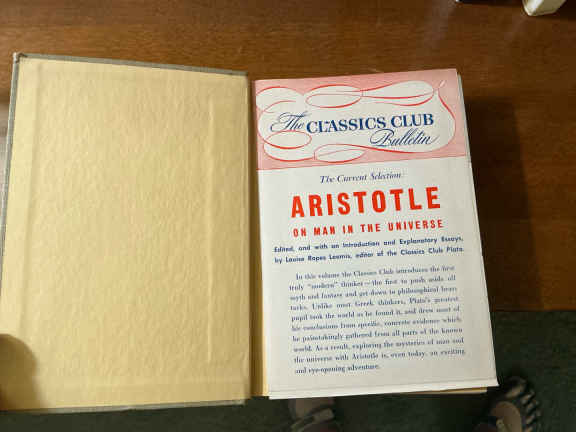 The CLASSICS CLUB
Bulletin
The Current Selection:
ARISTOTLE
ON MAN IN THE UNIVERSE
Edited, and with an Introduction and Explanatory Essays,
by Louise Ropes Loomis, editor of the Classics Club Plato.
In this volume the Classics Club introduces the first
truly "modern" thinker—the first to push aside all
myth and fantasy and get down to philosophical brass
tacks. Unlike most Greek thinkers, Plato's greatest
pupil took the world as he found it, and drew most of
his conclusions from specific, concrete evidence which
he painstakingly gathered from all parts of the known
world. As a result, exploring the mysteries of man and
the universe with Aristotle is, even today, an exciting
and eye-opening adventure.